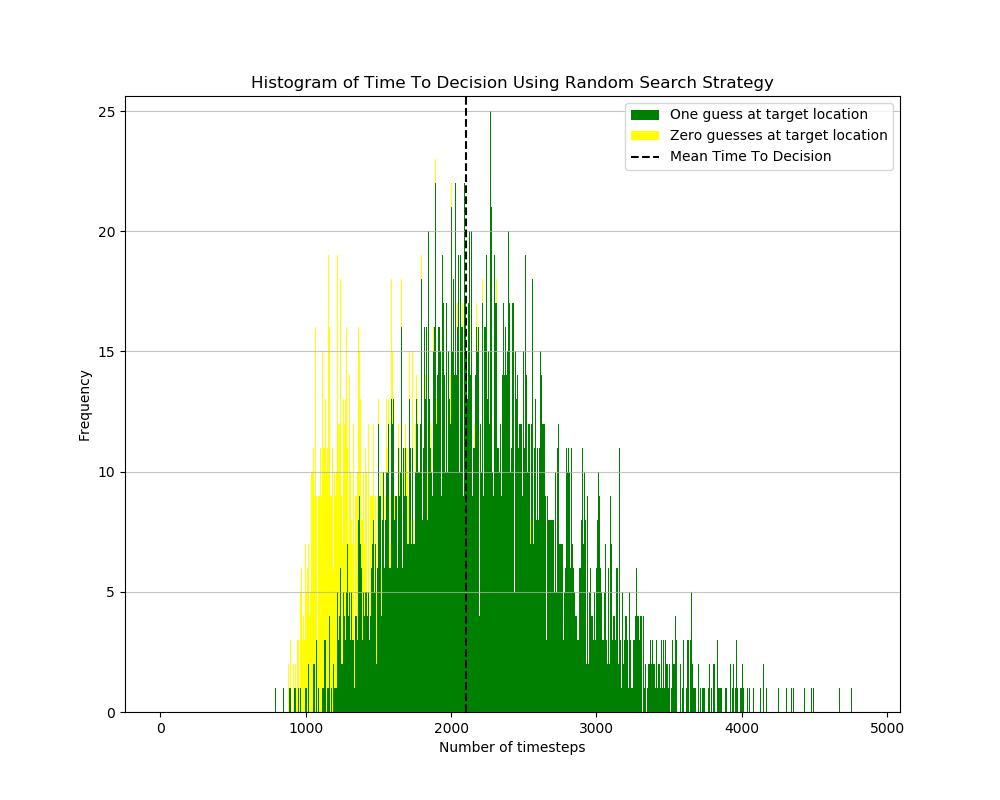 Histogram of Time To Decision Using Random Search Strategy
One guess at target location
Zero guesses at target location
Mean Time To Decision
25
20
15
10
5
0
Frequency
0 1000 2000 3000 4000 5000
Number of timesteps